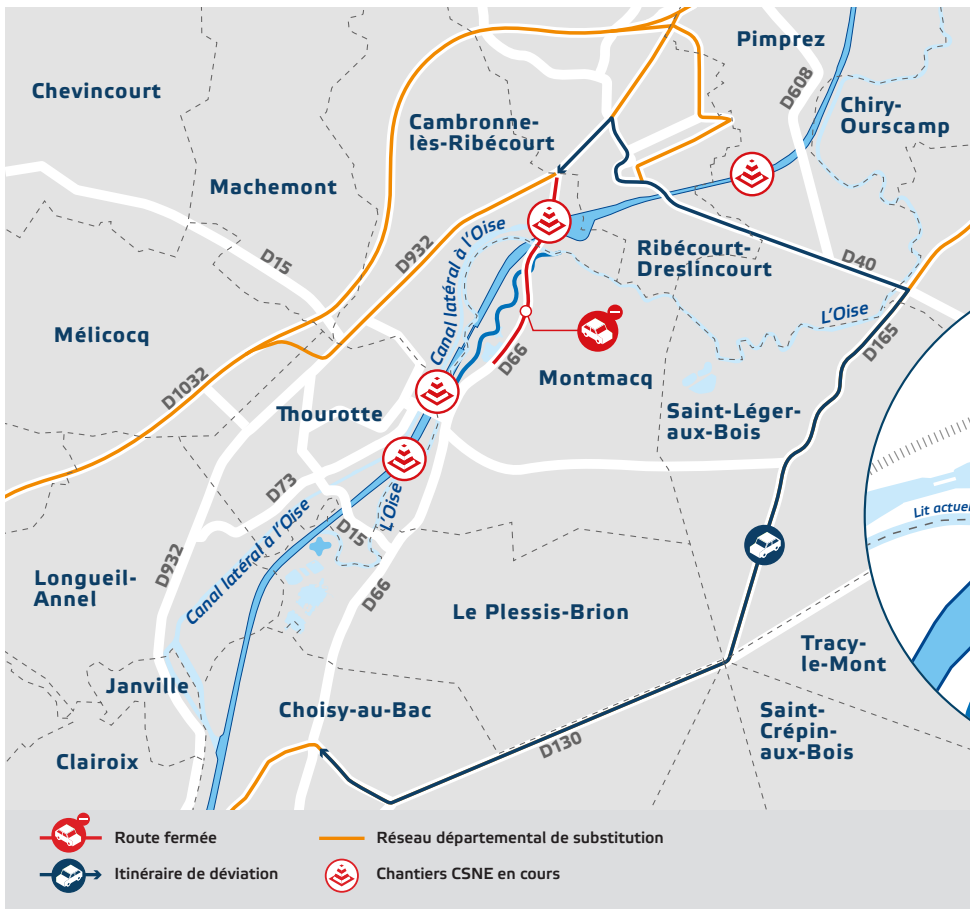 Pimprez
D608
Chevincourt
Chiry-
Ourscamp
Cambronne-
lès-Ribécourt
Machemont
D15
D932
Canal latéral à l'Oise
Ribécourt-
Dreslincourt
D40
L'Oise
D165
Mélicocq
D1032
D66
Montmacq
Thourotte
Saint-Léger-
aux-Bois
D73
L'Oise
D15
Canal latéral à l'Oise
Lit actue
D932
D66
Longueil-
Annel
Le Plessis-Brion
Tracy-
le-Mont
Janville
Choisy-au-Bac
Saint-
Crépin-
aux-Bois
D130
Clairoix
Route fermée
Réseau départemental de substitution
Itinéraire de déviation
Chantiers CSNE en cours